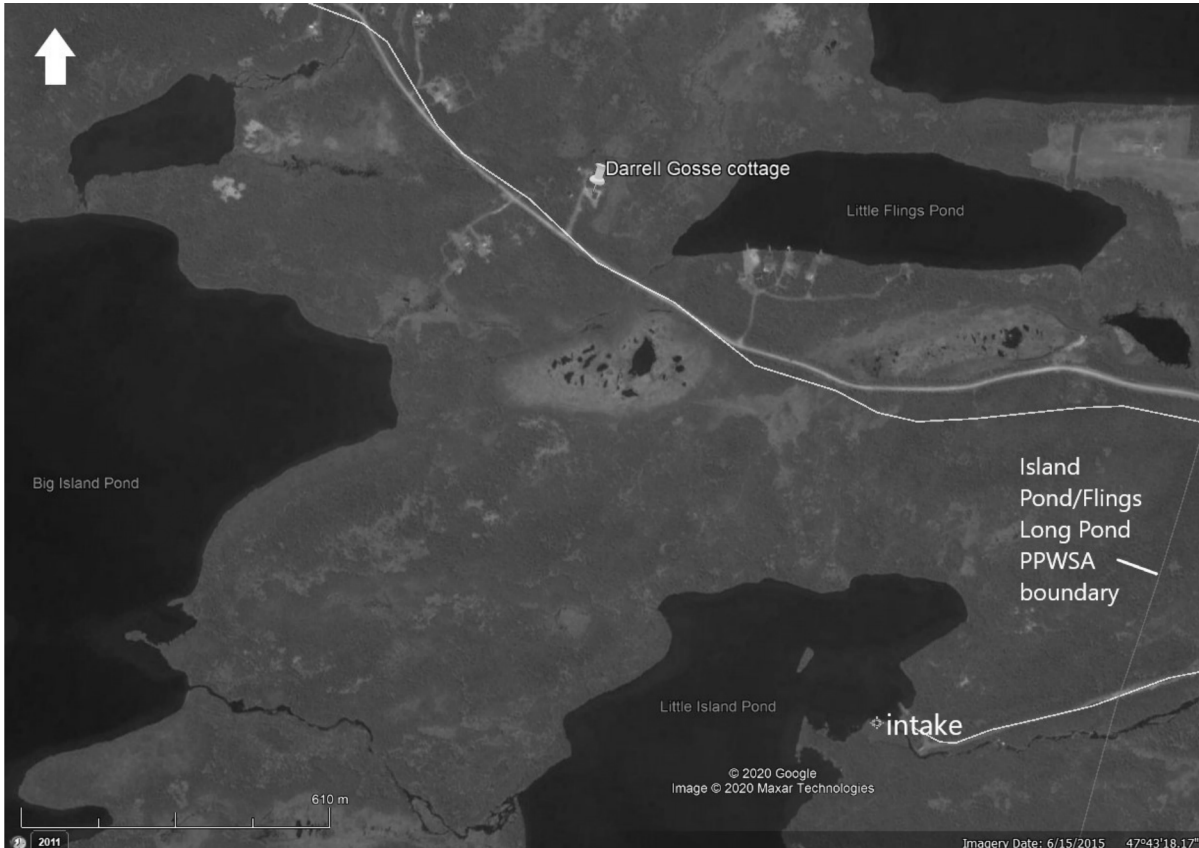 Darrell Gosse cottage
Little Flings Pond
Big Island Pond
Island
Pond/Flings
Long Pond
PPWSA
boundary
Little Island Pond
intake
© 2020 Google
Image © 2020 Maxar Technologies
610 m
2011
Imagery Date: 6/15/2015 47°43'18.17"